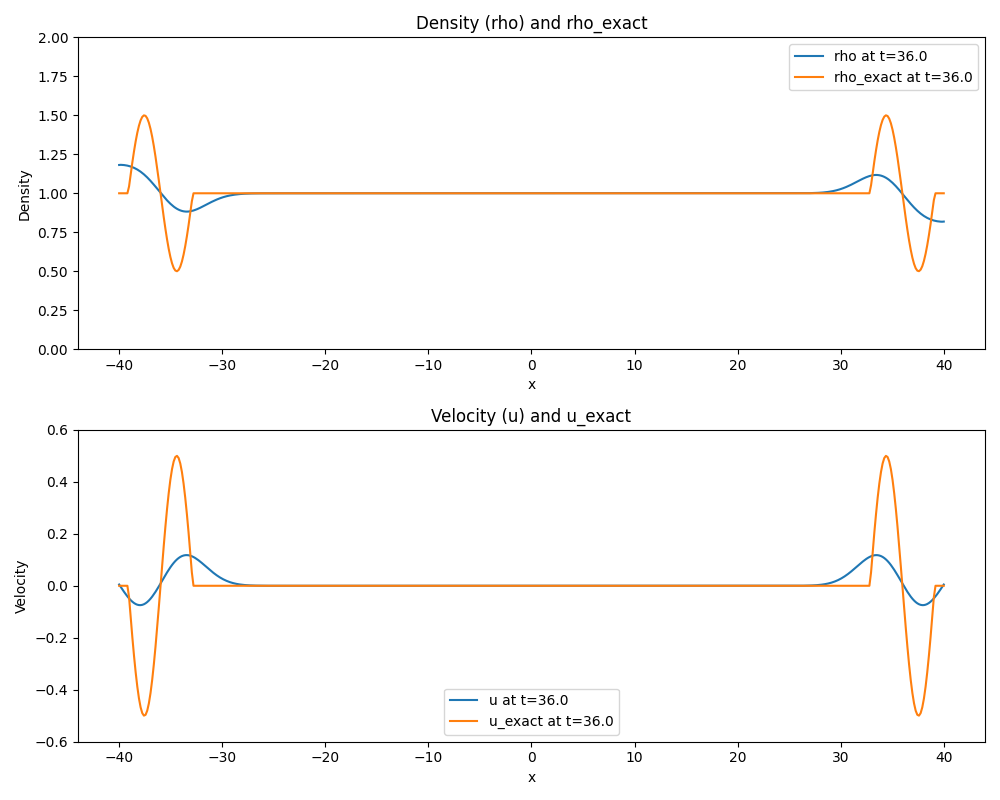 Density (rho) and rho_exact
2.00
1.75
1.50
1.25
1.00
0.75
0.50
0.25
0.00
Density
rho at t=36.0
rho_exact at t=36.0
−40 −30 −20 −10 0 10 20 30 40
x
Velocity (u) and u_exact
0.6
0.4
0.2
0.0
−0.2
−0.4
−0.6
Velocity
u at t=36.0
u_exact at t=36.0
−40 −30 −20 −10 0 10 20 30 40
x